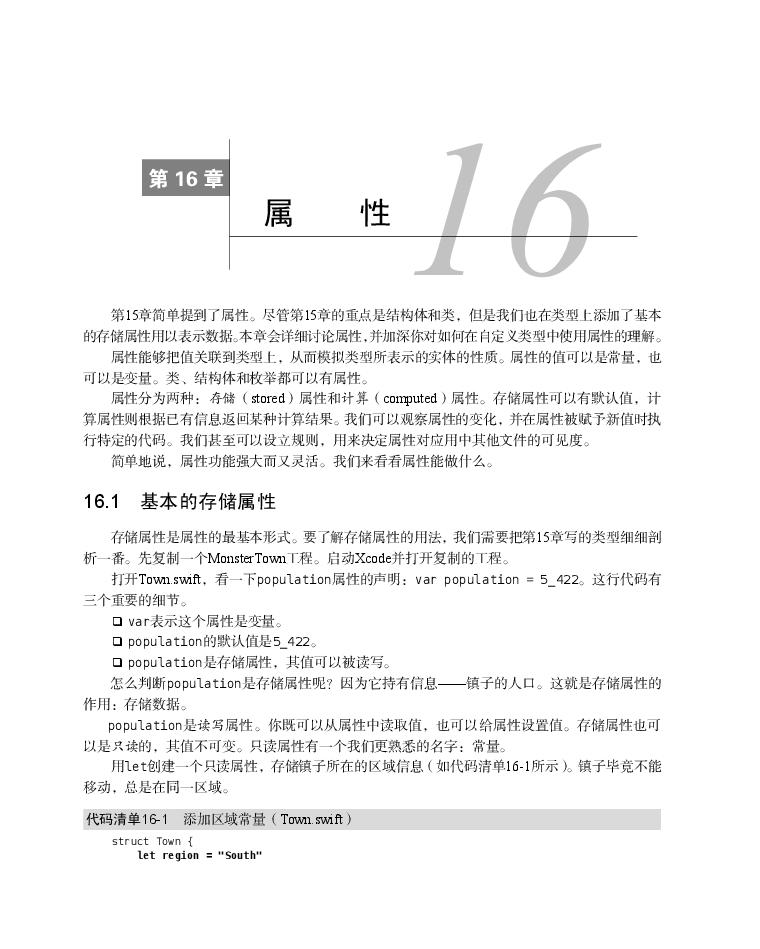 第 16 章
属 性
16
第15章简单提到了属性。尽管第15章的重点是结构体和类，但是我们也在类型上添加了基本
的存储属性用以表示数据。本章会详细讨论属性，并加深你对如何在自定义类型中使用属性的理解。
属性能够把值关联到类型上，从而模拟类型所表示的实体的性质。属性的值可以是常量，也
可以是变量。类、结构体和枚举都可以有属性。
属性分为两种：存储（stored）属性和计算（computed）属性。存储属性可以有默认值，计
算属性则根据已有信息返回某种计算结果。我们可以观察属性的变化，并在属性被赋予新值时执
行特定的代码。我们甚至可以设立规则，用来决定属性对应用中其他文件的可见度。
简单地说，属性功能强大而又灵活。我们来看看属性能做什么。
16.1 基本的存储属性
存储属性是属性的最基本形式。要了解存储属性的用法，我们需要把第15章写的类型细细剖
析一番。先复制一个MonsterTown工程。启动Xcode并打开复制的工程。
打开Town.swift，看一下population属性的声明：var population = 5_422。这行代码有
三个重要的细节。
❑ var表示这个属性是变量。
❑ population的默认值是5_422。
❑ population是存储属性，其值可以被读写。
怎么判断population是存储属性呢？因为它持有信息——镇子的人口。这就是存储属性的
作用：存储数据。
population是读写属性。你既可以从属性中读取值，也可以给属性设置值。存储属性也可
以是只读的，其值不可变。只读属性有一个我们更熟悉的名字：常量。
用let创建一个只读属性，存储镇子所在的区域信息（如代码清单16-1所示）。镇子毕竟不能
移动，总是在同一区域。
代码清单16-1 添加区域常量（Town.swift）
struct Town {
let region = "South"